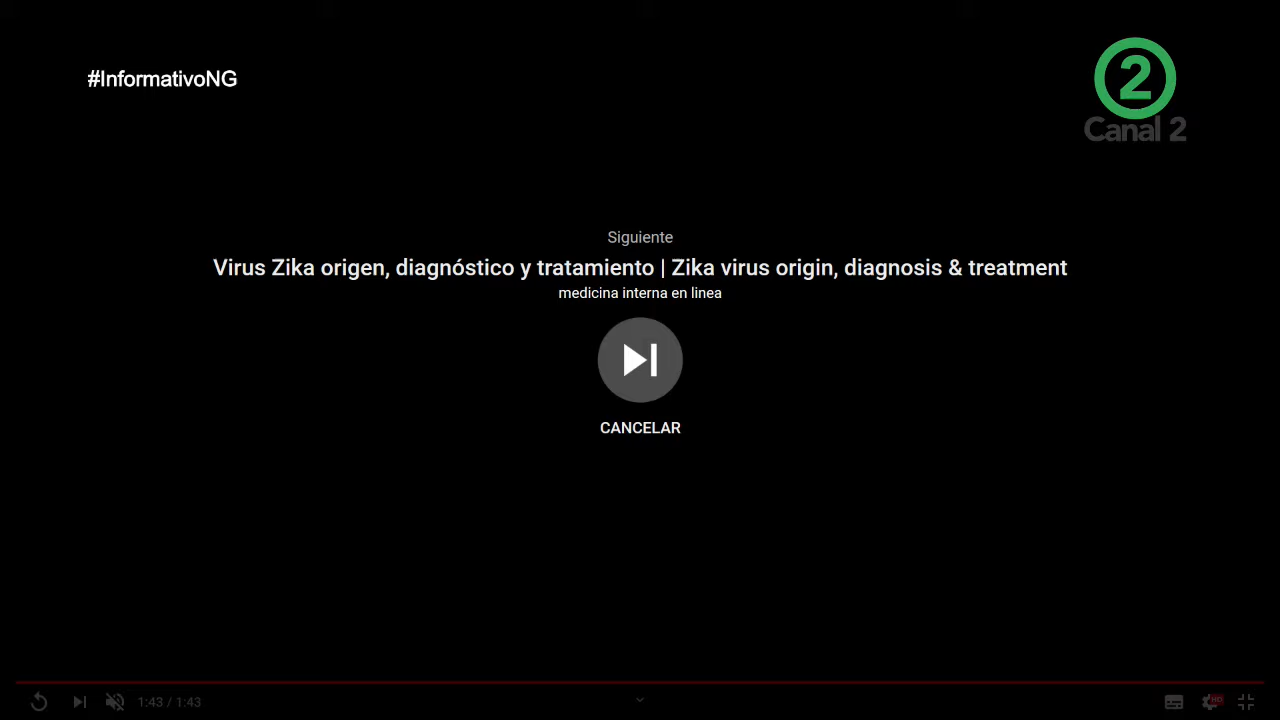 #InformativoNG
2
Canal 2
Siguiente
Virus Zika origen, diagnóstico y tratamiento | Zika virus origin, diagnosis & treatment
medicina interna en linea
CANCELAR
1:43 / 1:43
HD